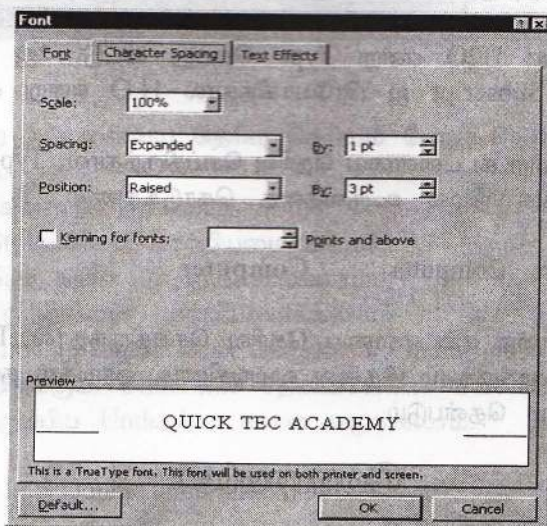 Font
Font Character Spacing Text Effects
Scale: 100%
Spacing: Expanded By: 1 pt
Position: Raised By: 3 pt
Kerning for fonts: Points and above
Preview
QUICK TEC ACADEMY
This is a TrueType font. This font will be used on both printer and screen.
Default... OK Cancel